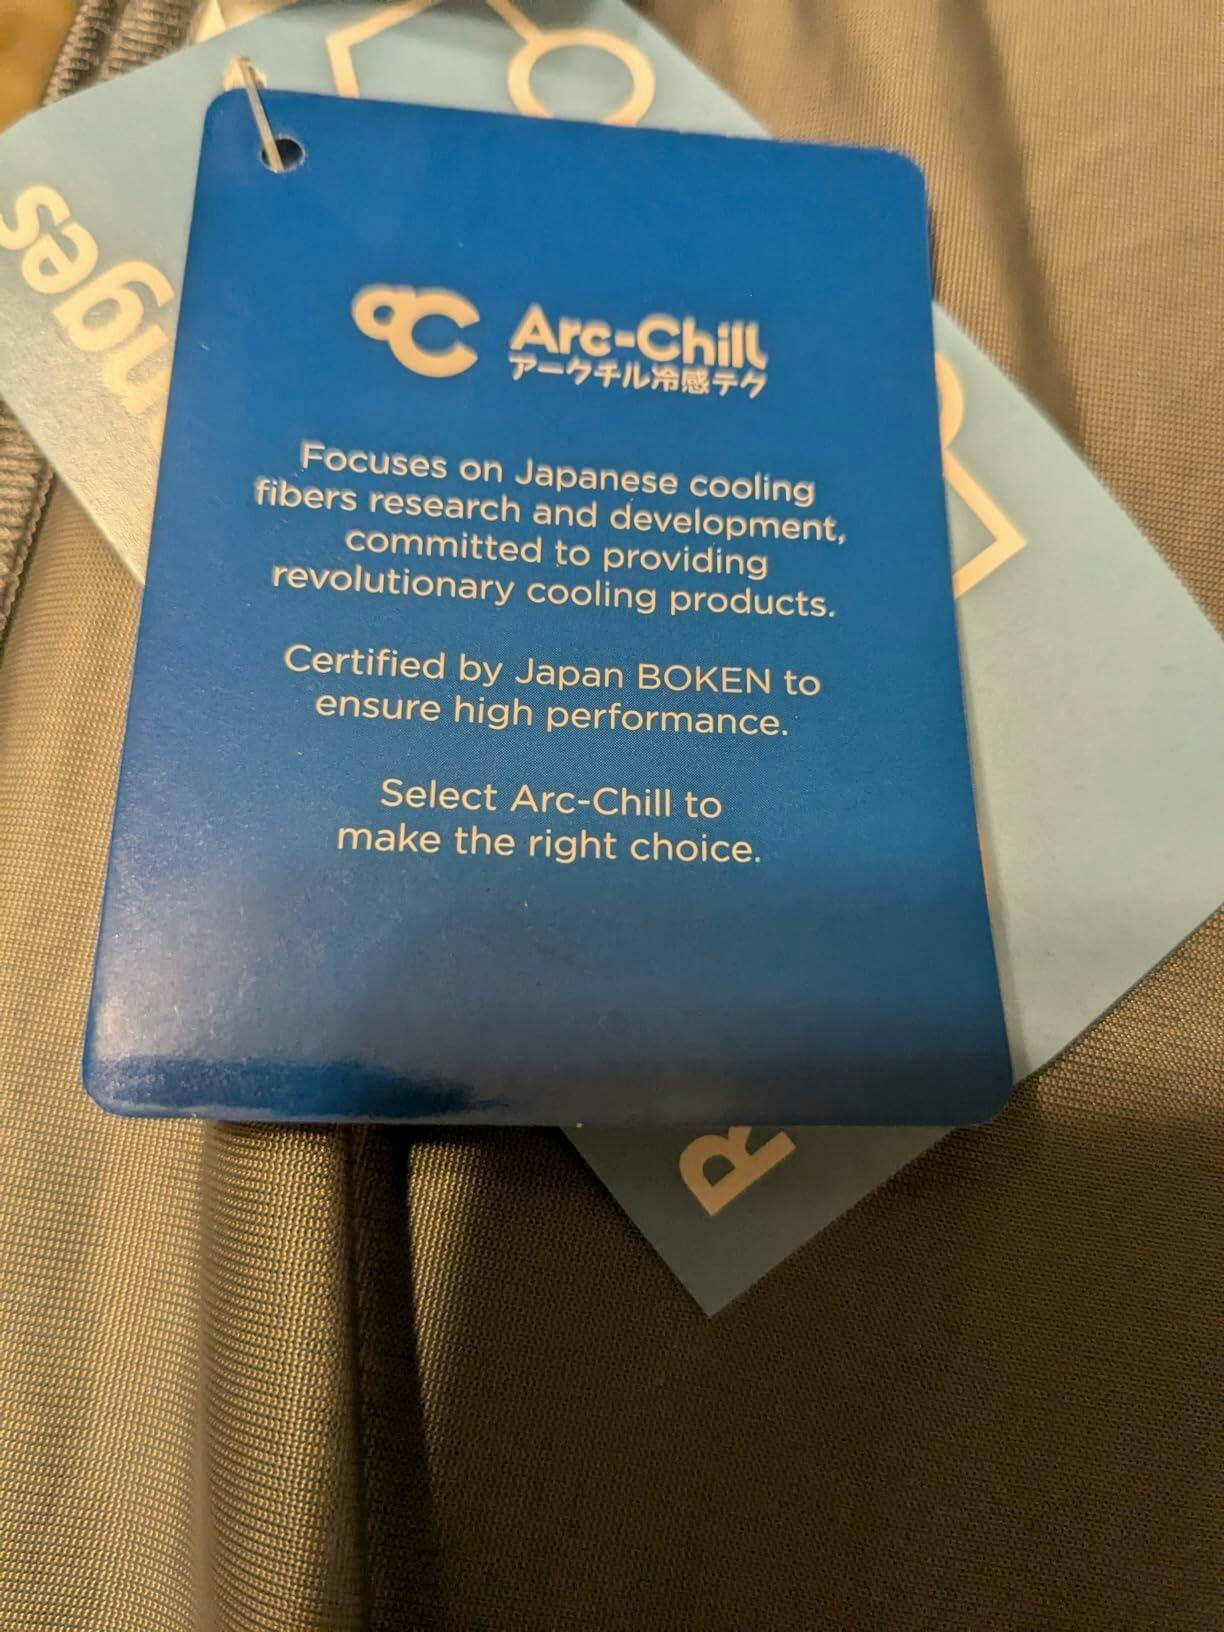 Arc-Chill
アークチル冷感テク
Focuses on Japanese cooling
fibers research and development,
committed to providing
revolutionary cooling products.
Certified by Japan BOKEN to
ensure high performance.
Select Arc-Chill to
make the right choice.